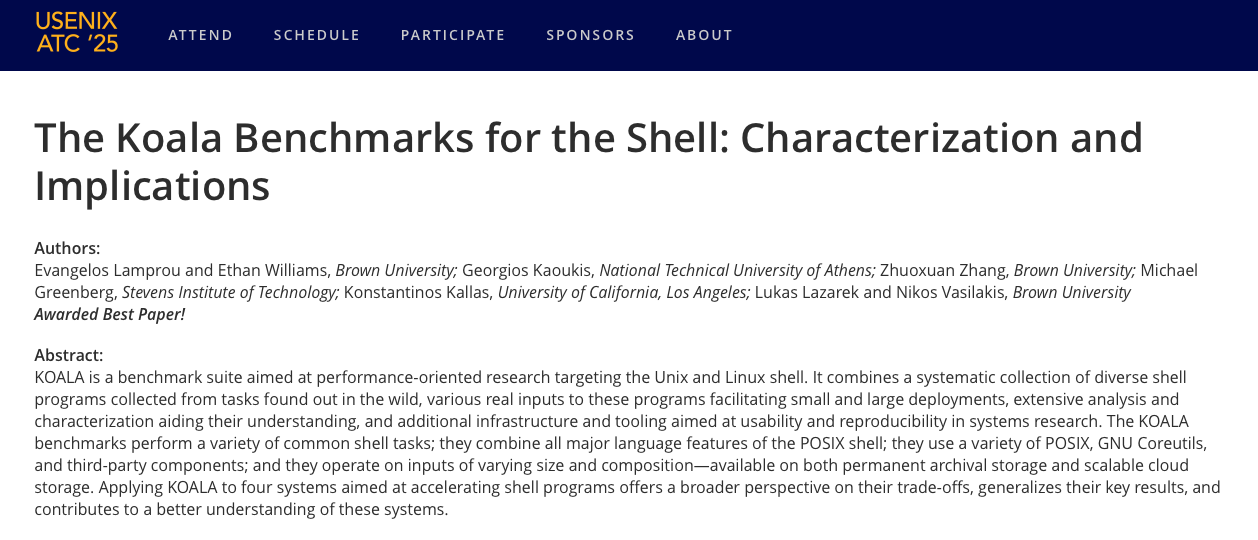 USENIX
ATC '25
ATTEND
SCHEDULE
PARTICIPATE
SPONSORS
ABOUT
The Koala Benchmarks for the Shell: Characterization and
Implications
Authors:
Evangelos Lamprou and Ethan Williams, Brown University; Georgios Kaoukis, National Technical University of Athens; Zhuoxuan Zhang, Brown University; Michael
Greenberg, Stevens Institute of Technology; Konstantinos Kallas, University of California, Los Angeles; Lukas Lazarek and Nikos Vasilakis, Brown University
Awarded Best Paper!
Abstract:
KOALA is a benchmark suite aimed at performance-oriented research targeting the Unix and Linux shell. It combines a systematic collection of diverse shell
programs collected from tasks found out in the wild, various real inputs to these programs facilitating small and large deployments, extensive analysis and
characterization aiding their understanding, and additional infrastructure and tooling aimed at usability and reproducibility in systems research. The KOALA
benchmarks perform a variety of common shell tasks; they combine all major language features of the POSIX shell; they use a variety of POSIX, GNU Coreutils,
and third-party components; and they operate on inputs of varying size and composition—available on both permanent archival storage and scalable cloud
storage. Applying KOALA to four systems aimed at accelerating shell programs offers a broader perspective on their trade-offs, generalizes their key results, and
contributes to a better understanding of these systems.